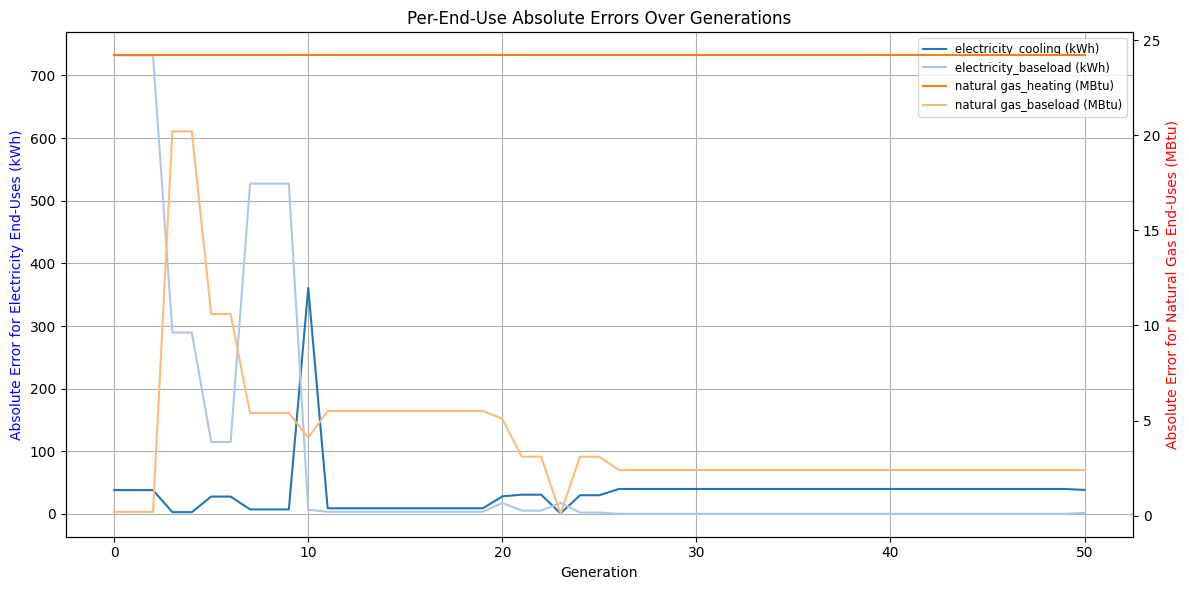 Per-End-Use Absolute Errors Over Generations
electricity_cooling (kWh)
electricity_baseload (kWh)
natural gas_heating (MBtu)
natural gas_baseload (MBtu)
Absolute Error for Electricity End-Uses (kWh)
700
600
500
400
300
200
100
0
25
20
15
10
5
0
Absolute Error for Natural Gas End-Uses (MBtu)
0
10
20
30
40
50
Generation